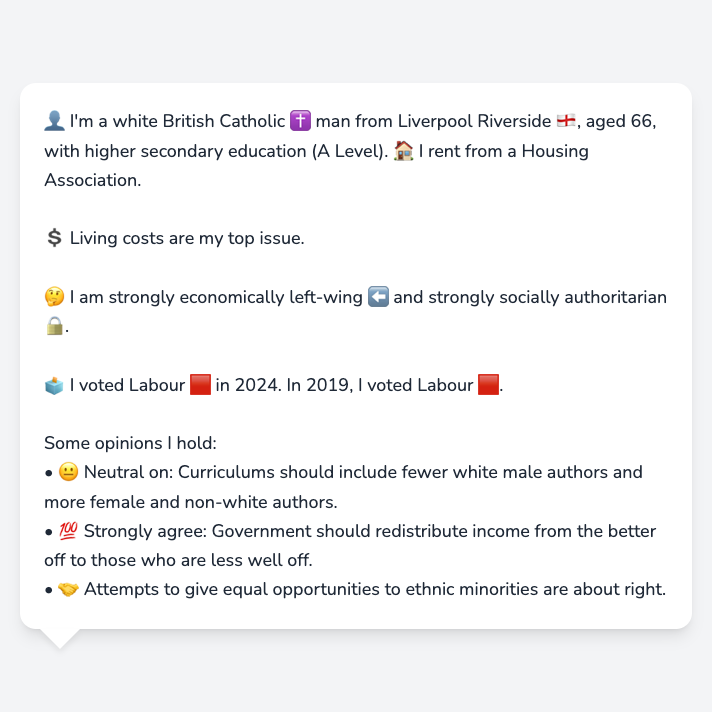 👤 I'm a white British Catholic ✝️ man from Liverpool Riverside 🏴󠁧󠁢󠁥󠁮󠁧󠁿, aged 66,
with higher secondary education (A Level). 🏠 I rent from a Housing
Association.
💲 Living costs are my top issue.
🤔 I am strongly economically left-wing ⬅️ and strongly socially authoritarian
🔒.
🗳️ I voted Labour 🟥 in 2024. In 2019, I voted Labour 🟥.
Some opinions I hold:
• 😐 Neutral on: Curriculums should include fewer white male authors and
more female and non-white authors.
• 💯 Strongly agree: Government should redistribute income from the better
off to those who are less well off.
• 🤝 Attempts to give equal opportunities to ethnic minorities are about right.